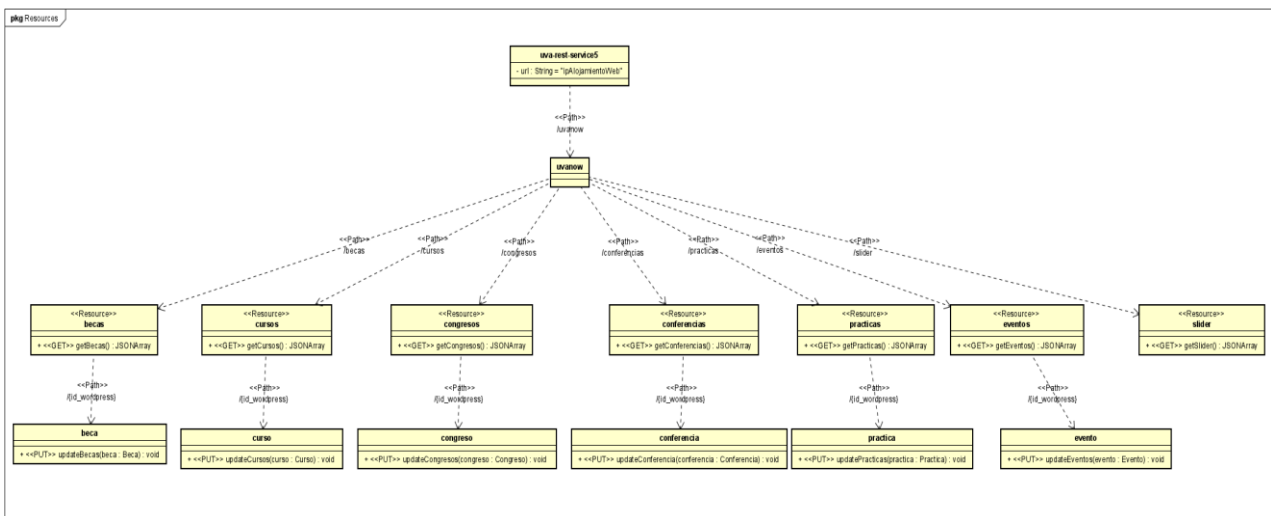 pkg Resources
uva-rest-service5
- url : String = "ipAlojamientoWeb"
<<Path>>
/uvanow
uvanow
<<Path>>
/becas
<<Path>>
/cursos
<<Path>>
/congresos
<<Path>>
/conferencias
<<Path>>
/practicas
<<Path>>
/eventos
<<Path>>
/slider
<<Resource>>
becas
+ <<GET>> getBecas() : JSONArray
<<Resource>>
cursos
+ <<GET>> getCursos() : JSONArray
<<Resource>>
congresos
+ <<GET>> getCongresos() : JSONArray
<<Resource>>
conferencias
+ <<GET>> getConferencias() : JSONArray
<<Resource>>
practicas
+ <<GET>> getPracticas() : JSONArray
<<Resource>>
eventos
+ <<GET>> getEventos() : JSONArray
<<Resource>>
slider
+ <<GET>> getSlider() : JSONArray
<<Path>>
/{id_wordpress}
<<Path>>
/{id_wordpress}
<<Path>>
/{id_wordpress}
<<Path>>
/{id_wordpress}
<<Path>>
/{id_wordpress}
<<Path>>
/{id_wordpress}
beca
+ <<PUT>> updateBecas(beca : Beca) : void
curso
+ <<PUT>> updateCursos(curso : Curso) : void
congreso
+ <<PUT>> updateCongresos(congreso : Congreso) : void
conferencia
+ <<PUT>> updateConferencia(conferencia : Conferencia) : void
practica
+ <<PUT>> updatePracticas(practica : Practica) : void
evento
+ <<PUT>> updateEventos(evento : Evento) : void